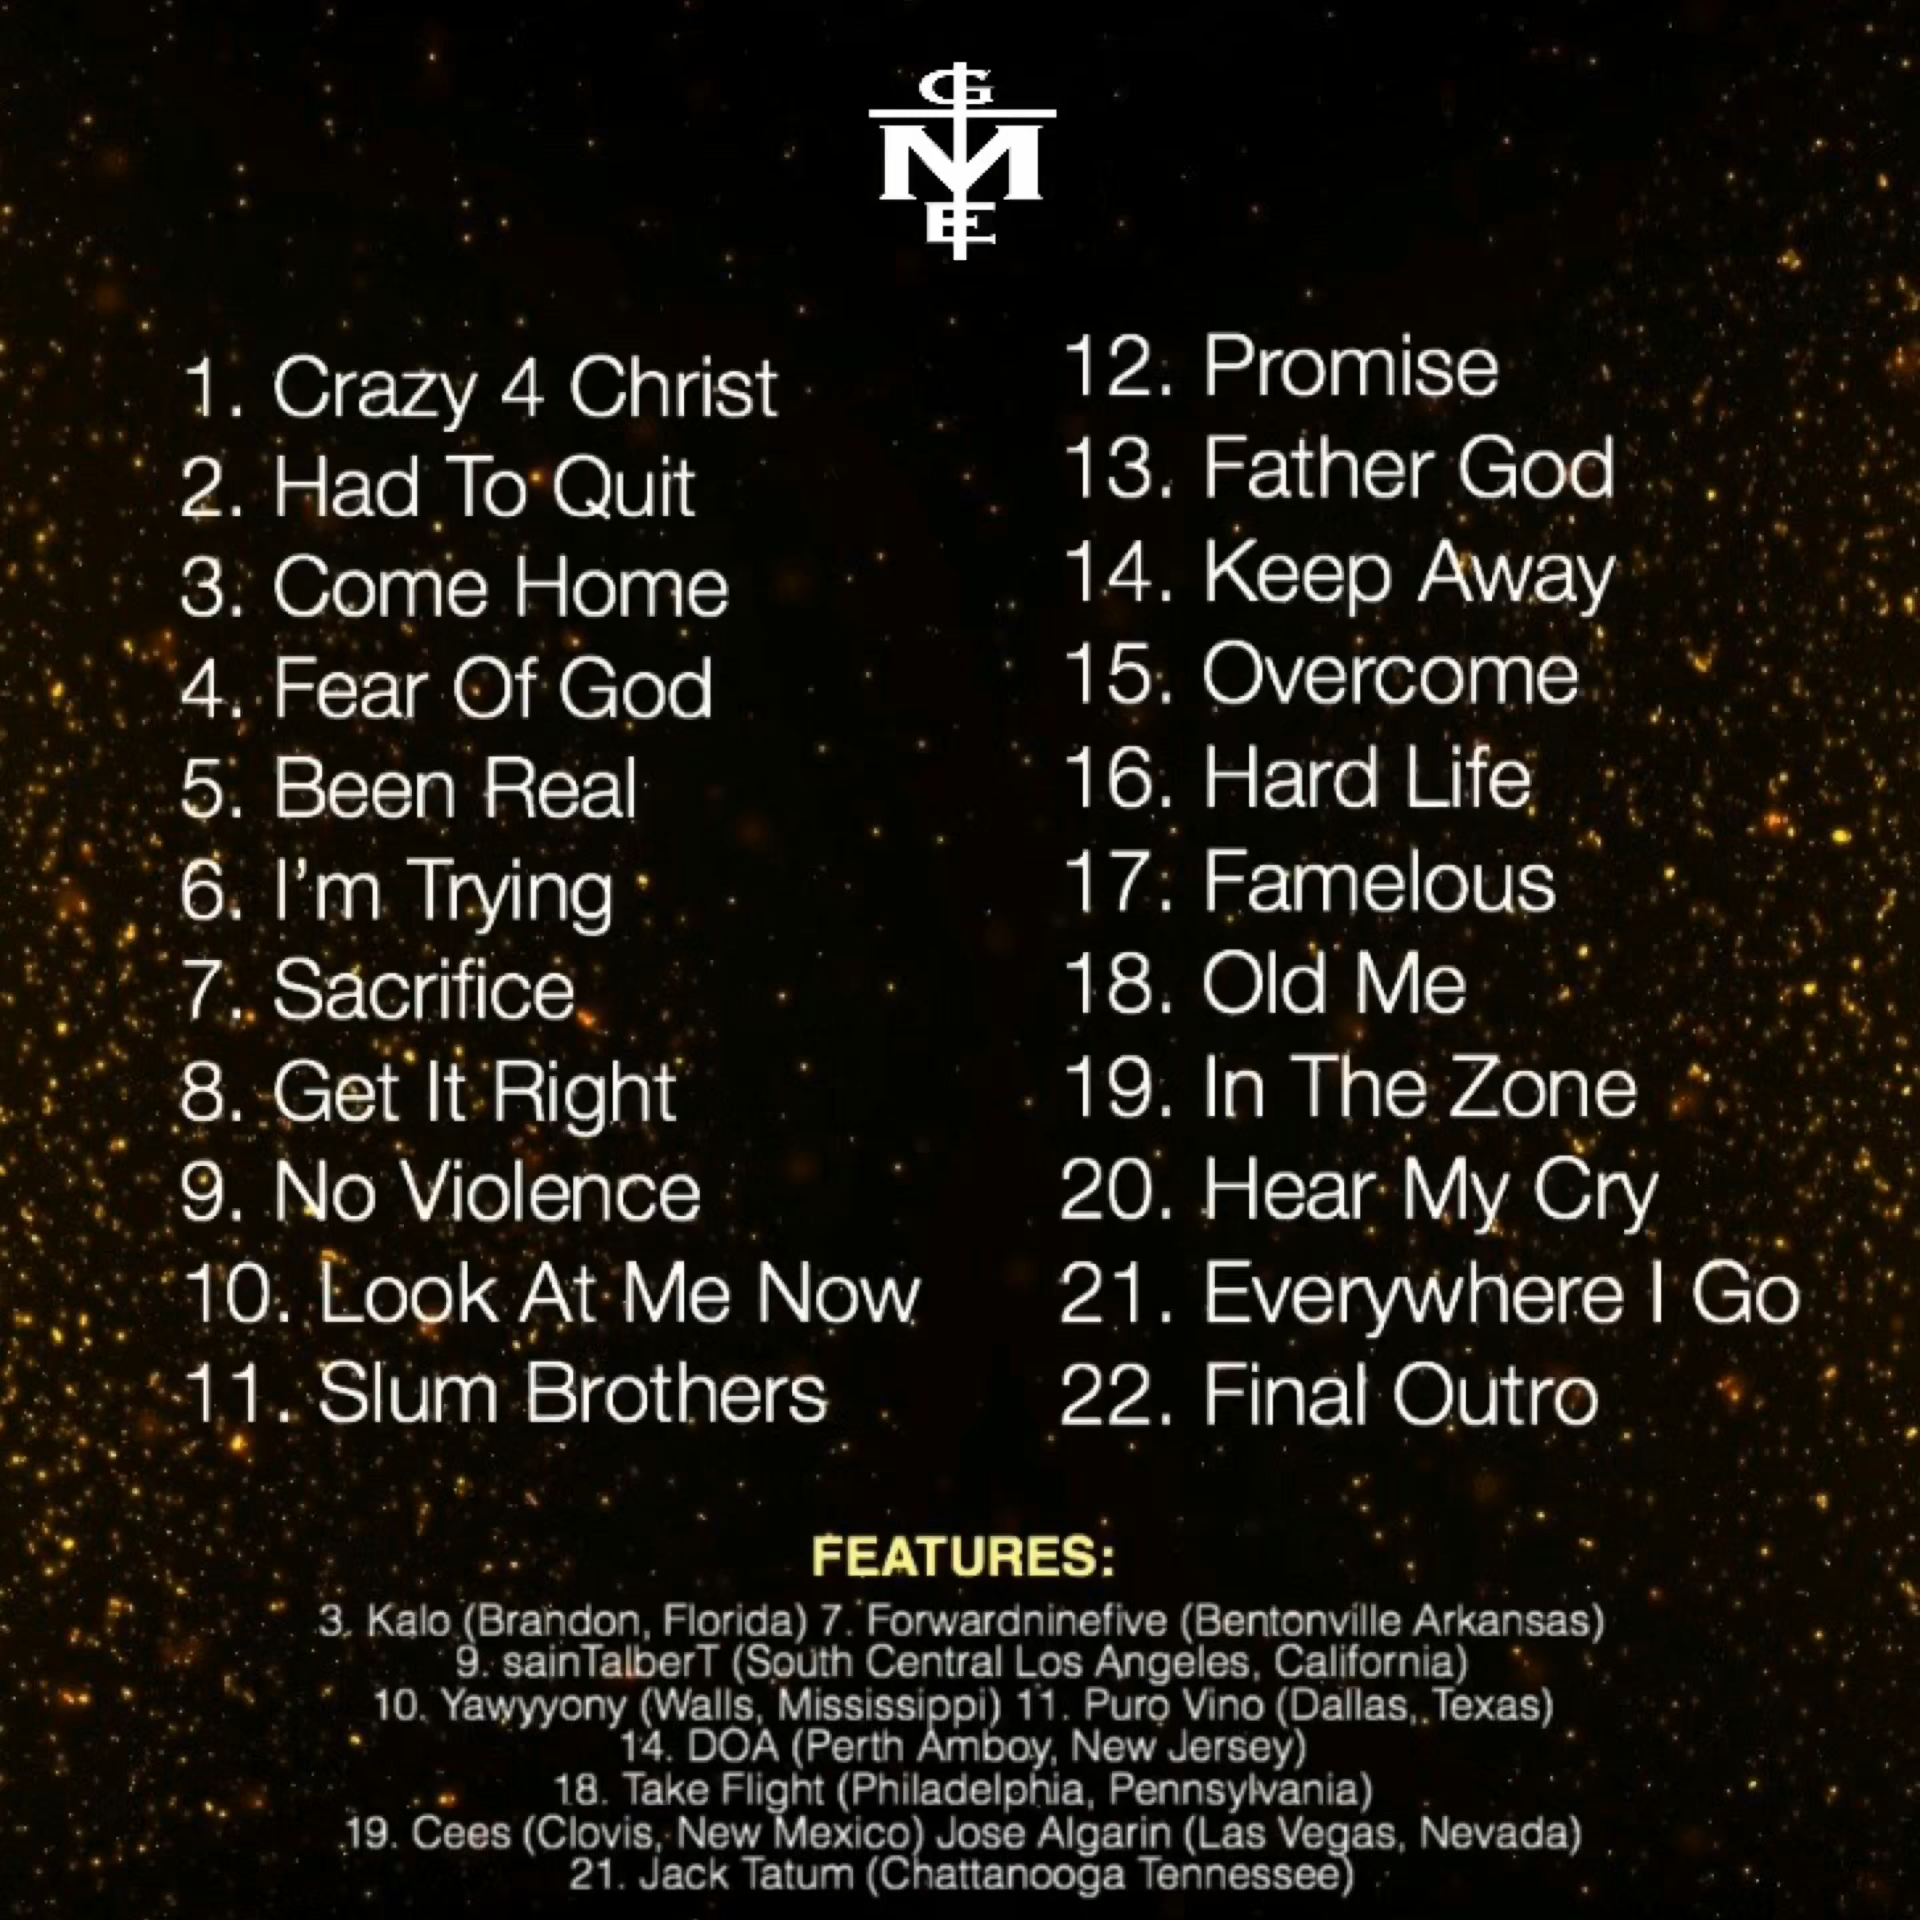 G
M
E
1. Crazy 4 Christ
2. Had To Quit
3. Come Home
4. Fear Of God
5. Been Real
6. I'm Trying
7. Sacrifice
8. Get It Right
9. No Violence
10. Look At Me Now
11. Slum Brothers
12. Promise
13. Father God
14. Keep Away
15. Overcome
16. Hard Life
17. Famelous
18. Old Me
19. In The Zone
20. Hear My Cry
21. Everywhere I Go
22. Final Outro
FEATURES:
3. Kalo (Brandon, Florida) 7. Forwardninefive (Bentonville Arkansas)
9. sainTalberT (South Central Los Angeles, California)
10. Yawyyony (Walls, Mississippi) 11. Puro Vino (Dallas, Texas)
14. DOA (Perth Amboy, New Jersey)
18. Take Flight (Philadelphia, Pennsylvania)
19. Cees (Clovis, New Mexico) Jose Algarin (Las Vegas, Nevada)
21. Jack Tatum (Chattanooga Tennessee)